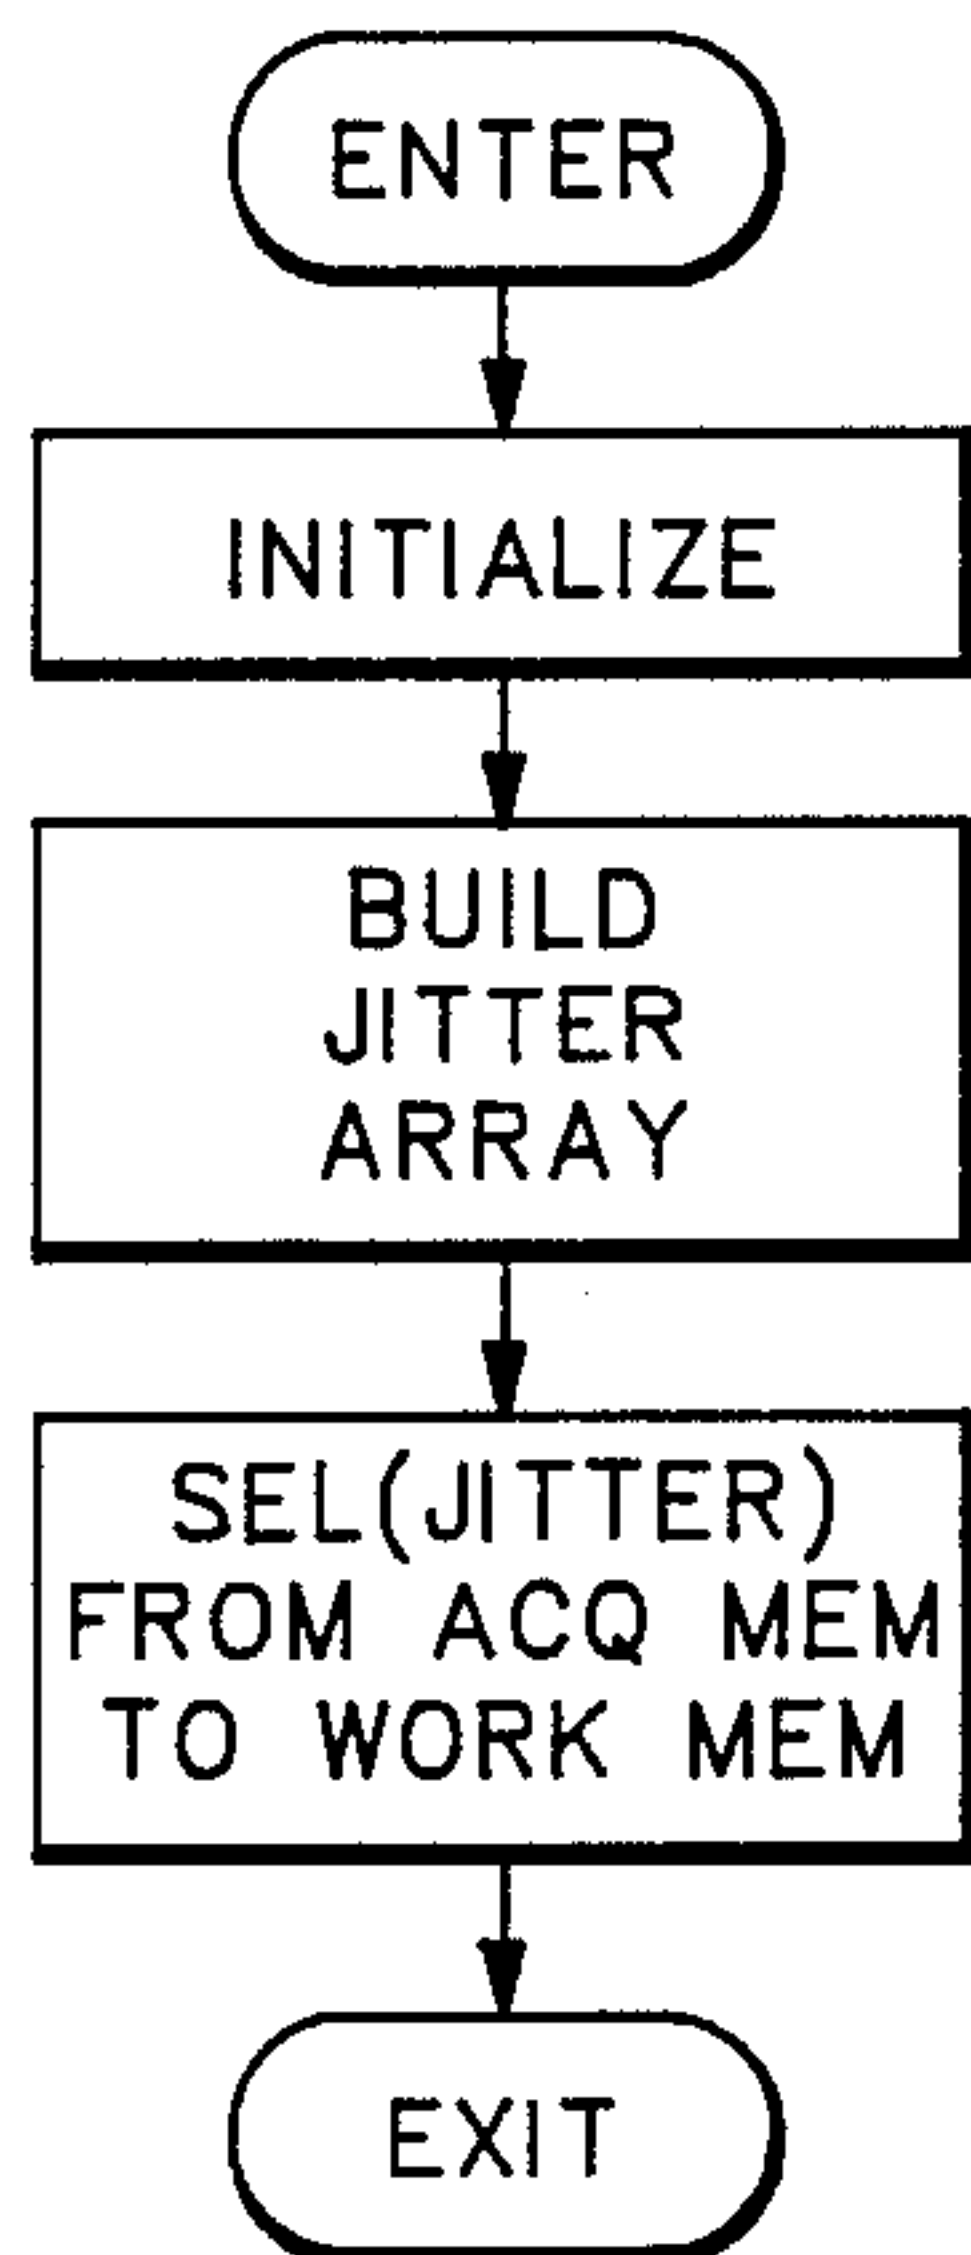 ENTER
INITIALIZE
BUILD
JITTER
ARRAY
SEL(JITTER)
FROM ACQ MEM
TO WORK MEM
EXIT